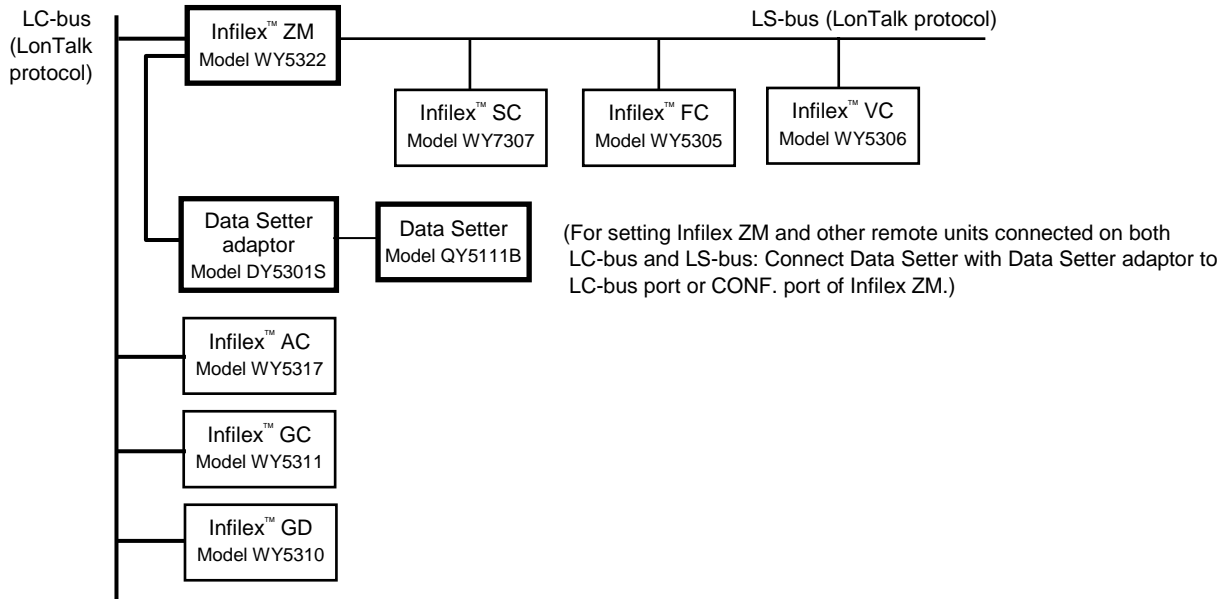 LC-bus
(LonTalk
protocol)
Infilex™ ZM
Model WY5322
LS-bus (LonTalk protocol)
Infilex™ SC
Model WY7307
Infilex™ FC
Model WY5305
Infilex™ VC
Model WY5306
Data Setter
adaptor
Model DY5301S
Data Setter
Model QY5111B
(For setting Infilex ZM and other remote units connected on both
LC-bus and LS-bus: Connect Data Setter with Data Setter adaptor to
LC-bus port or CONF. port of Infilex ZM.)
Infilex™ AC
Model WY5317
Infilex™ GC
Model WY5311
Infilex™ GD
Model WY5310